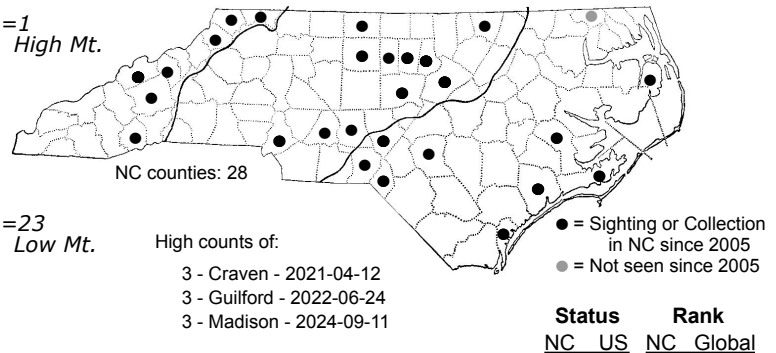 =1
High Mt.
NC counties: 28
=23
Low Mt.
High counts of:
3 - Craven - 2021-04-12
3 - Guilford - 2022-06-24
3 - Madison - 2024-09-11
● = Sighting or Collection
in NC since 2005
● = Not seen since 2005
Status Rank
NC US NC Global